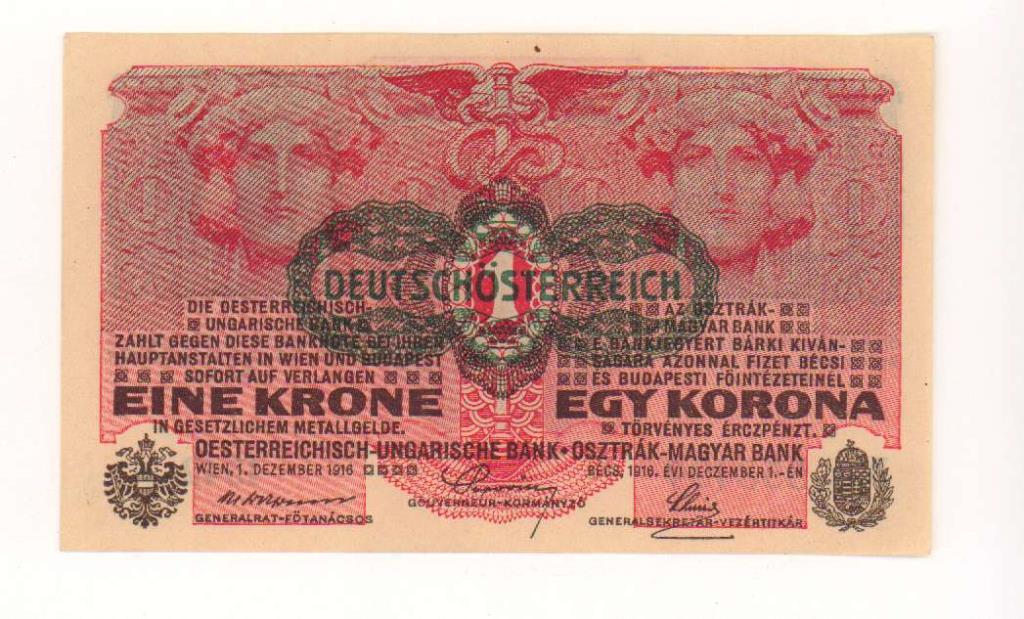 1
DEUTSCHÖSTERREICH
DIE OESTERREICHISCH-
UNGARISCHE BANK
ZAHLT GEGEN DIESE BANKNOTE BEI IHREN
HAUPTANSTALTEN IN WIEN UND BUDAPEST
SOFORT AUF VERLANGEN
EINE KRONE
IN GESETZLICHEM METALLGELDE.
AZ OSZTRÁK-
MAGYAR BANK
E BANKJEGYÉRT BÁRKI KIVÁN-
SÁGÁRA AZONNAL FIZET BÉCSI
ÉS BUDAPESTI FŐINTÉZETEINÉL
EGY KORONA
TÖRVÉNYES ÉRCZPÉNZT.
OESTERREICHISCH-UNGARISCHE BANK • OSZTRÁK-MAGYAR BANK
WIEN, 1. DEZEMBER 1916
BÉCS, 1916. ÉVI DECZEMBER 1.-ÉN
GENERALRAT-FŐTANÁCSOS
GOUVERNEUR-KORMÁNYZÓ
GENERALSEKRETÄR-VEZÉRTITKÁR